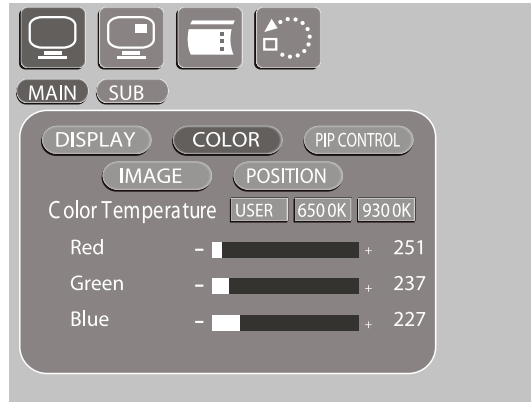 MAIN SUB
DISPLAY COLOR PIP CONTROL
IMAGE POSITION
Color Temperature USER 6500K 9300K
Red - + 251
Green - + 237
Blue - + 227